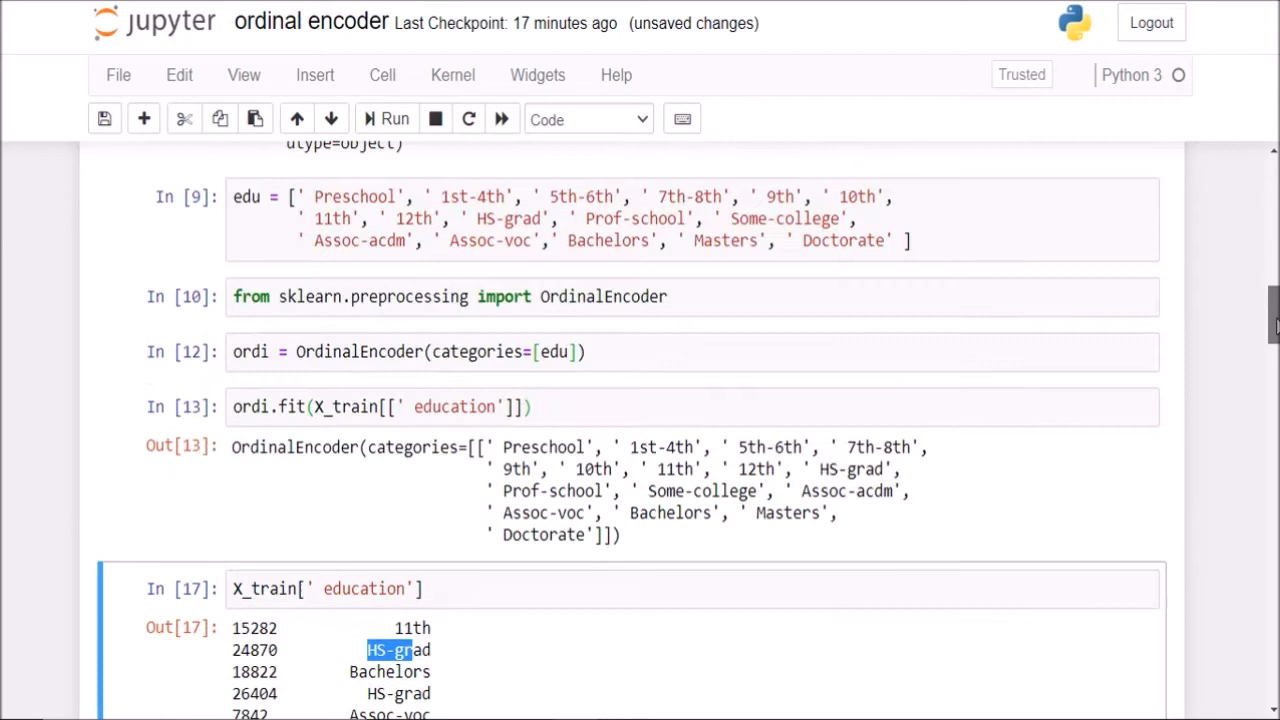 jupyter ordinal encoder Last Checkpoint: 17 minutes ago (unsaved changes) Logout
File Edit View Insert Cell Kernel Widgets Help Trusted Python 3
Run Code
dtype=object)
In [9]: edu = [' Preschool', ' 1st-4th', ' 5th-6th', ' 7th-8th', ' 9th', ' 10th',
' 11th', ' 12th', ' HS-grad', ' Prof-school', ' Some-college',
' Assoc-acdm', ' Assoc-voc', ' Bachelors', ' Masters', ' Doctorate' ]
In [10]: from sklearn.preprocessing import OrdinalEncoder
In [12]: ordi = OrdinalEncoder(categories=[edu])
In [13]: ordi.fit(X_train[[' education']])
Out[13]: OrdinalEncoder(categories=[[' Preschool', ' 1st-4th', ' 5th-6th', ' 7th-8th',
' 9th', ' 10th', ' 11th', ' 12th', ' HS-grad',
' Prof-school', ' Some-college', ' Assoc-acdm',
' Assoc-voc', ' Bachelors', ' Masters',
' Doctorate']])
In [17]: X_train[' education']
Out[17]: 15282 11th
24870 HS-grad
18822 Bachelors
26404 HS-grad
7842 Assoc-voc